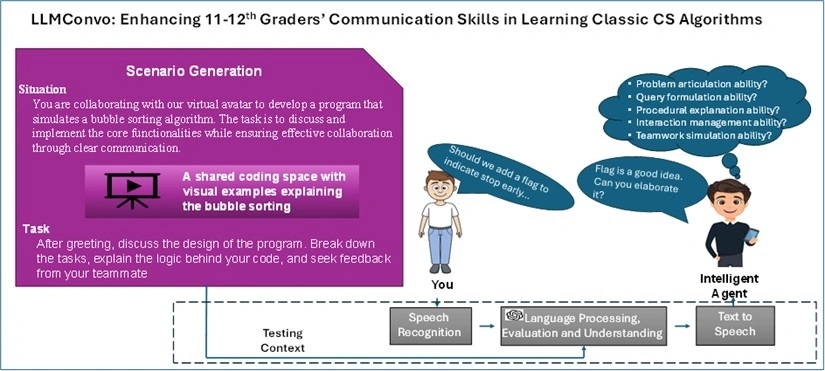 LLMConvo: Enhancing 11-12th Graders' Communication Skills in Learning Classic CS Algorithms
Scenario Generation
Situation
You are collaborating with our virtual avatar to develop a program that
simulates a bubble sorting algorithm. The task is to discuss and
implement the core functionalities while ensuring effective collaboration
through clear communication.
A shared coding space with
visual examples explaining
the bubble sorting
Task
After greeting, discuss the design of the program. Break down
the tasks, explain the logic behind your code, and seek feedback
from your teammate
Should we add a flag to
indicate stop early...
You
• Problem articulation ability?
• Query formulation ability?
• Procedural explanation ability?
• Interaction management ability?
• Teamwork simulation ability?
Flag is a good idea.
Can you elaborate
it?
Intelligent
Agent
Testing
Context
Speech
Recognition
Language Processing,
Evaluation and Understanding
Text to
Speech